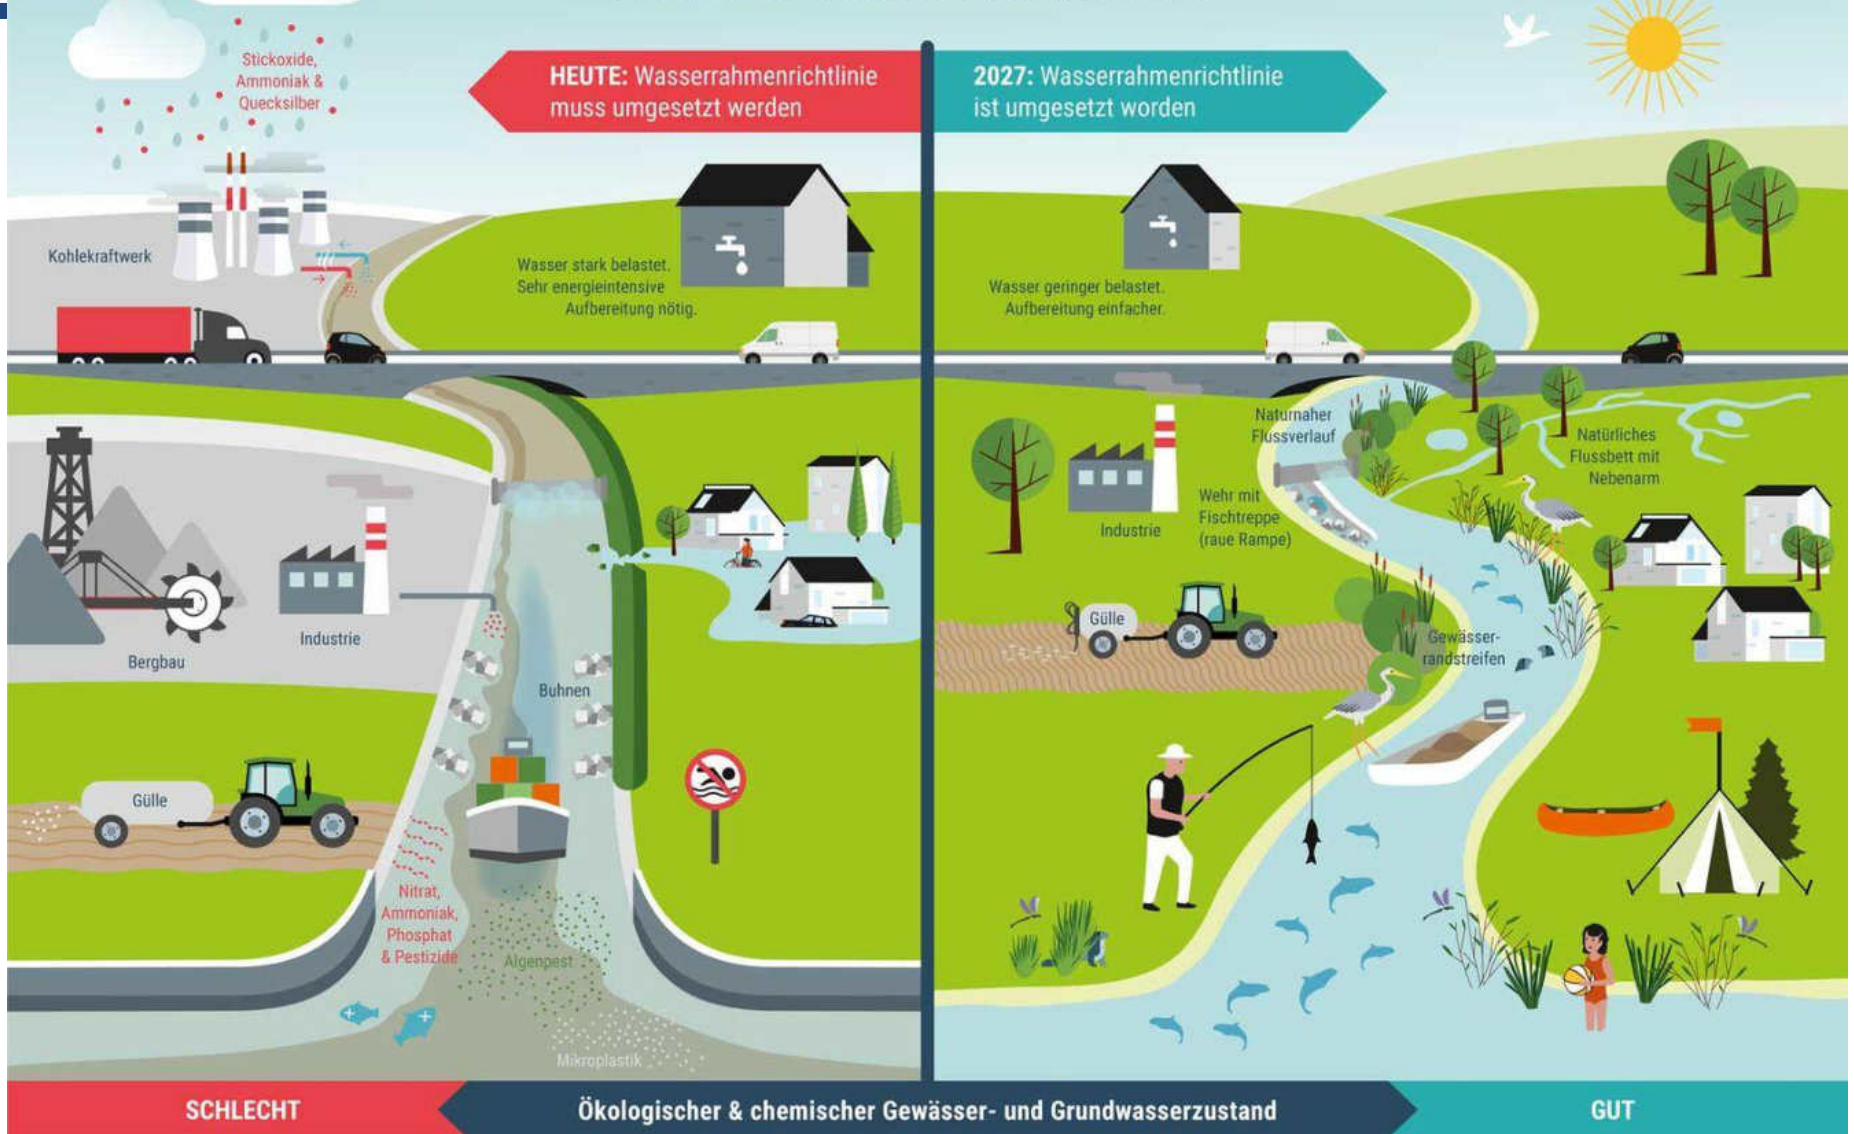 Stickoxide,
Ammoniak &
Quecksilber
HEUTE: Wasserrahmenrichtlinie
muss umgesetzt werden
2027: Wasserrahmenrichtlinie
ist umgesetzt worden
Kohlekraftwerk
Wasser stark belastet.
Sehr energieintensive
Aufbereitung nötig.
Wasser geringer belastet.
Aufbereitung einfacher.
Bergbau
Industrie
Buhnen
Gülle
Nitrat,
Ammoniak,
Phosphat
& Pestizide
Algenpest
Mikroplastik
Naturnaher
Flussverlauf
Natürliches
Flussbett mit
Nebenarm
Industrie
Wehr mit
Fischtreppe
(raue Rampe)
Gülle
Gewässer-
randstreifen
SCHLECHT
Ökologischer & chemischer Gewässer- und Grundwasserzustand
GUT